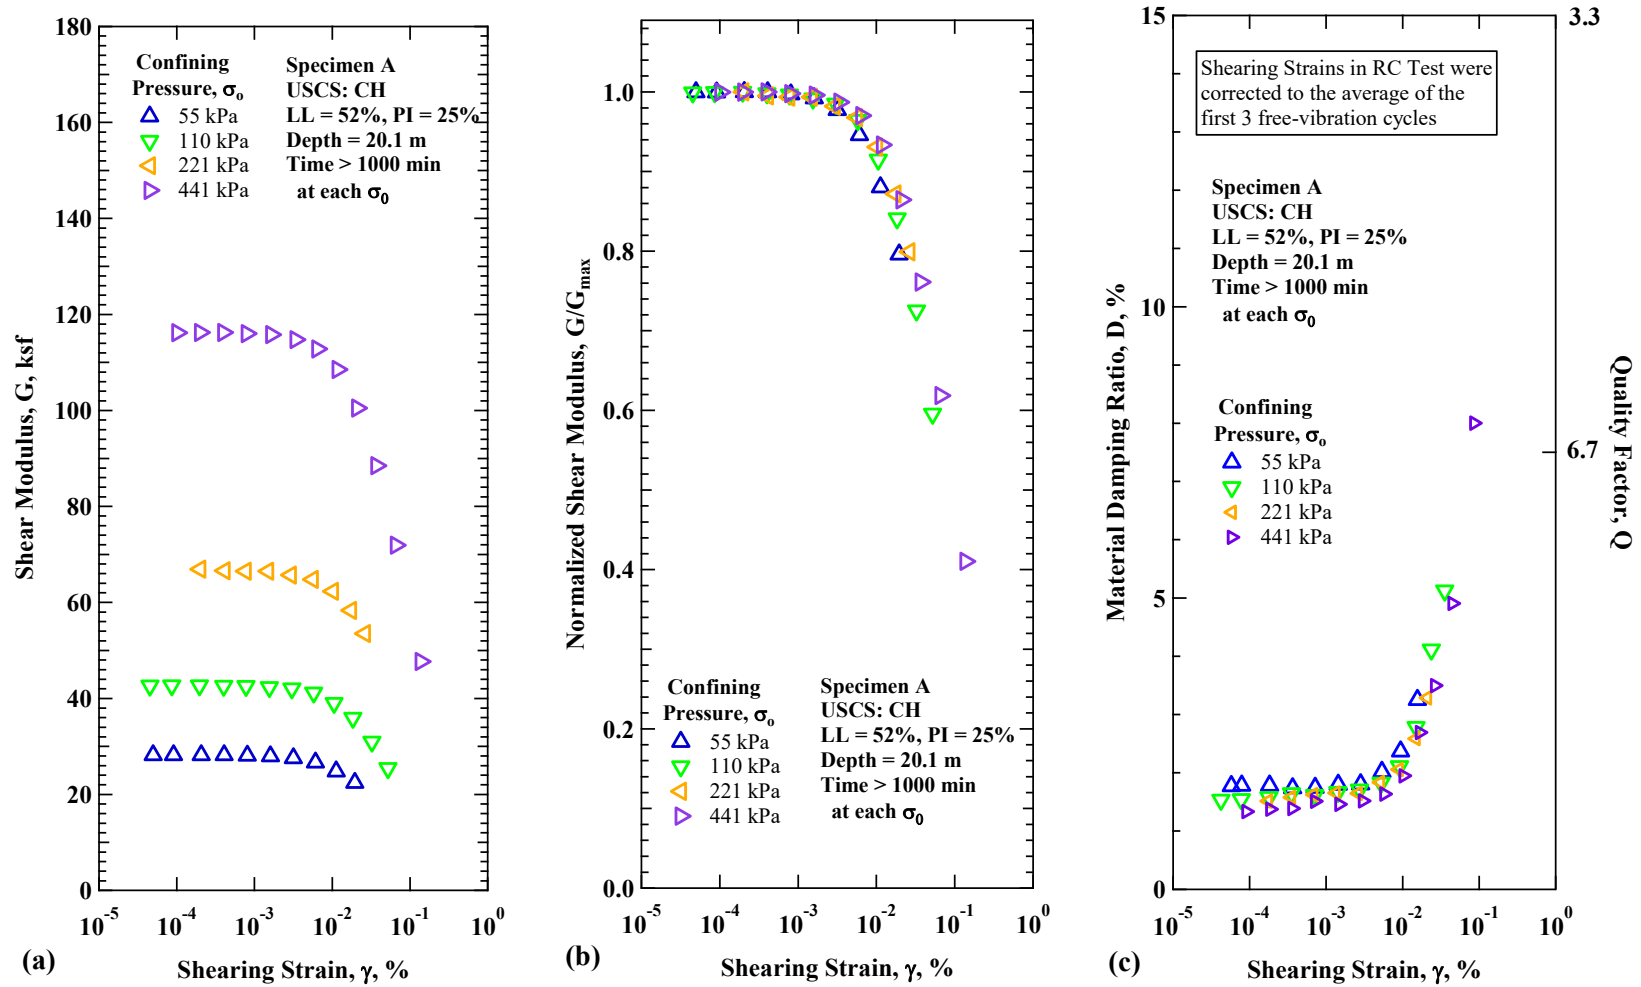 180
160
140
120
100
80
60
40
20
0
Shear Modulus, G, ksf
Confining
Pressure, σo
55 kPa
110 kPa
221 kPa
441 kPa
Specimen A
USCS: CH
LL = 52%, PI = 25%
Depth = 20.1 m
Time > 1000 min
at each σ0
10^-5 10^-4 10^-3 10^-2 10^-1 10^0
Shearing Strain, γ, %
(a)
1.0
0.8
0.6
0.4
0.2
0.0
Normalized Shear Modulus, G/Gmax
Confining
Pressure, σo
55 kPa
110 kPa
221 kPa
441 kPa
Specimen A
USCS: CH
LL = 52%, PI = 25%
Depth = 20.1 m
Time > 1000 min
at each σ0
10^-5 10^-4 10^-3 10^-2 10^-1 10^0
Shearing Strain, γ, %
(b)
15
10
5
0
Material Damping Ratio, D, %
Shearing Strains in RC Test were
corrected to the average of the
first 3 free-vibration cycles
Specimen A
USCS: CH
LL = 52%, PI = 25%
Depth = 20.1 m
Time > 1000 min
at each σ0
Confining
Pressure, σo
55 kPa
110 kPa
221 kPa
441 kPa
3.3
6.7
Quality Factor, Q
10^-5 10^-4 10^-3 10^-2 10^-1 10^0
Shearing Strain, γ, %
(c)